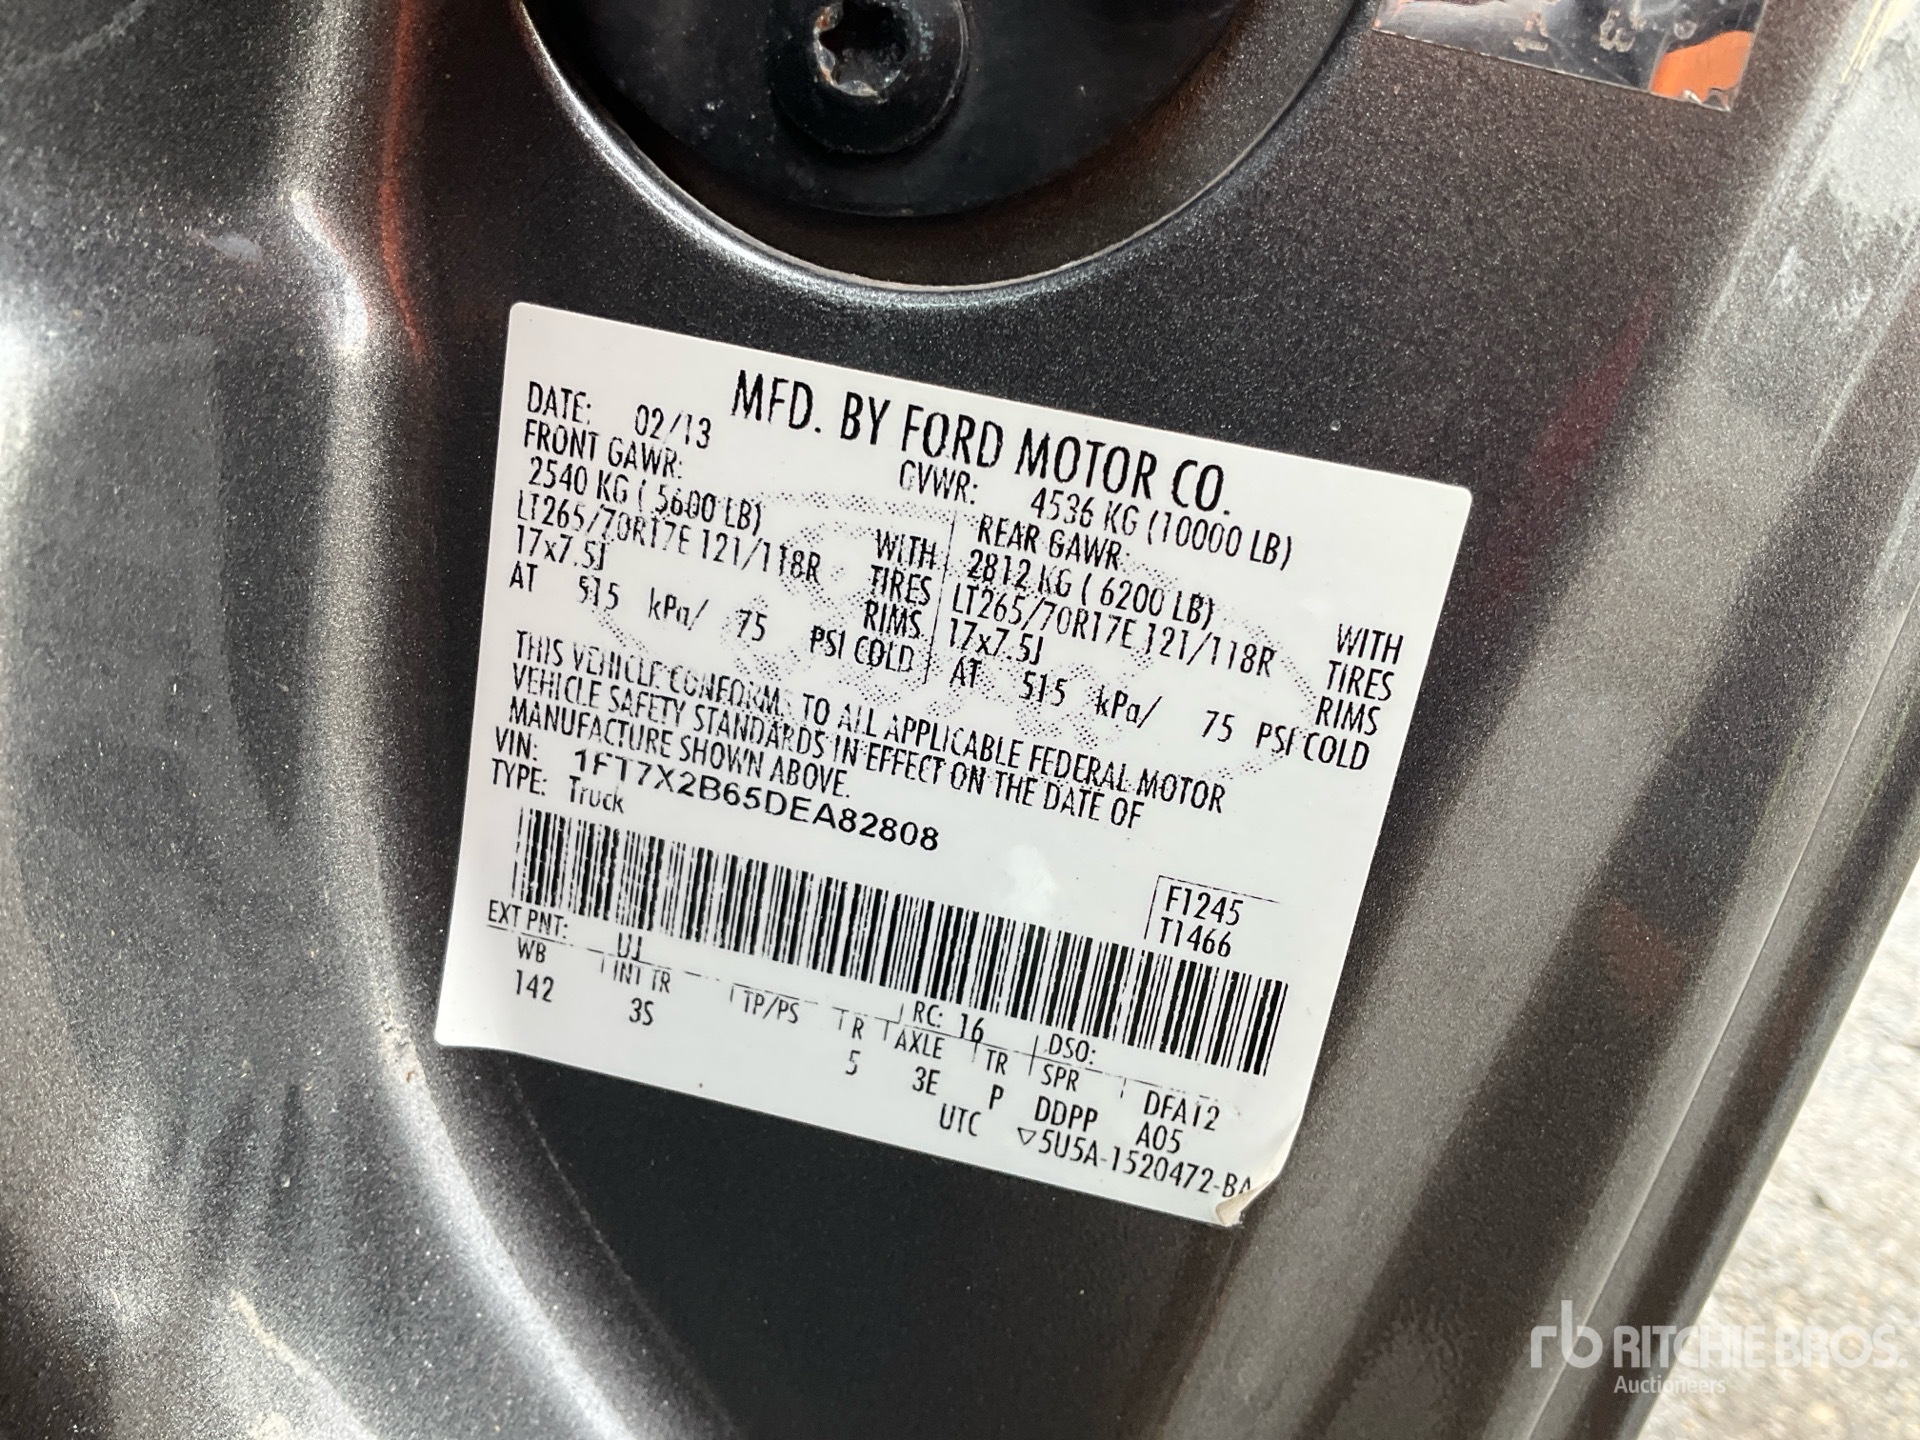 MFD. BY FORD MOTOR CO.
DATE: 02/13 GVWR: 4536 KG (10000 LB)
FRONT GAWR: REAR GAWR:
2540 KG ( 5600 LB) WITH 2812 KG ( 6200 LB) WITH
LT265/70R17E 121/118R TIRES LT265/70R17E 121/118R TIRES
17x7.5J RIMS 17x7.5J RIMS
AT 515 kPa/ 75 PSI COLD AT 515 kPa/ 75 PSI COLD
THIS VEHICLE CONFORMS TO ALL APPLICABLE FEDERAL MOTOR
VEHICLE SAFETY STANDARDS IN EFFECT ON THE DATE OF
MANUFACTURE SHOWN ABOVE.
VIN: 1FT7X2B65DEA82808
TYPE: Truck
F1245
T1466
EXT PNT: UJ RC: 16 DSO:
WB INT TR TP/PS R AXLE TR SPR DFA12
142 3S 5 3E P DDPP A05
UTC ▽5U5A-1520472-BA
rb RITCHIE BROS.
Auctioneers